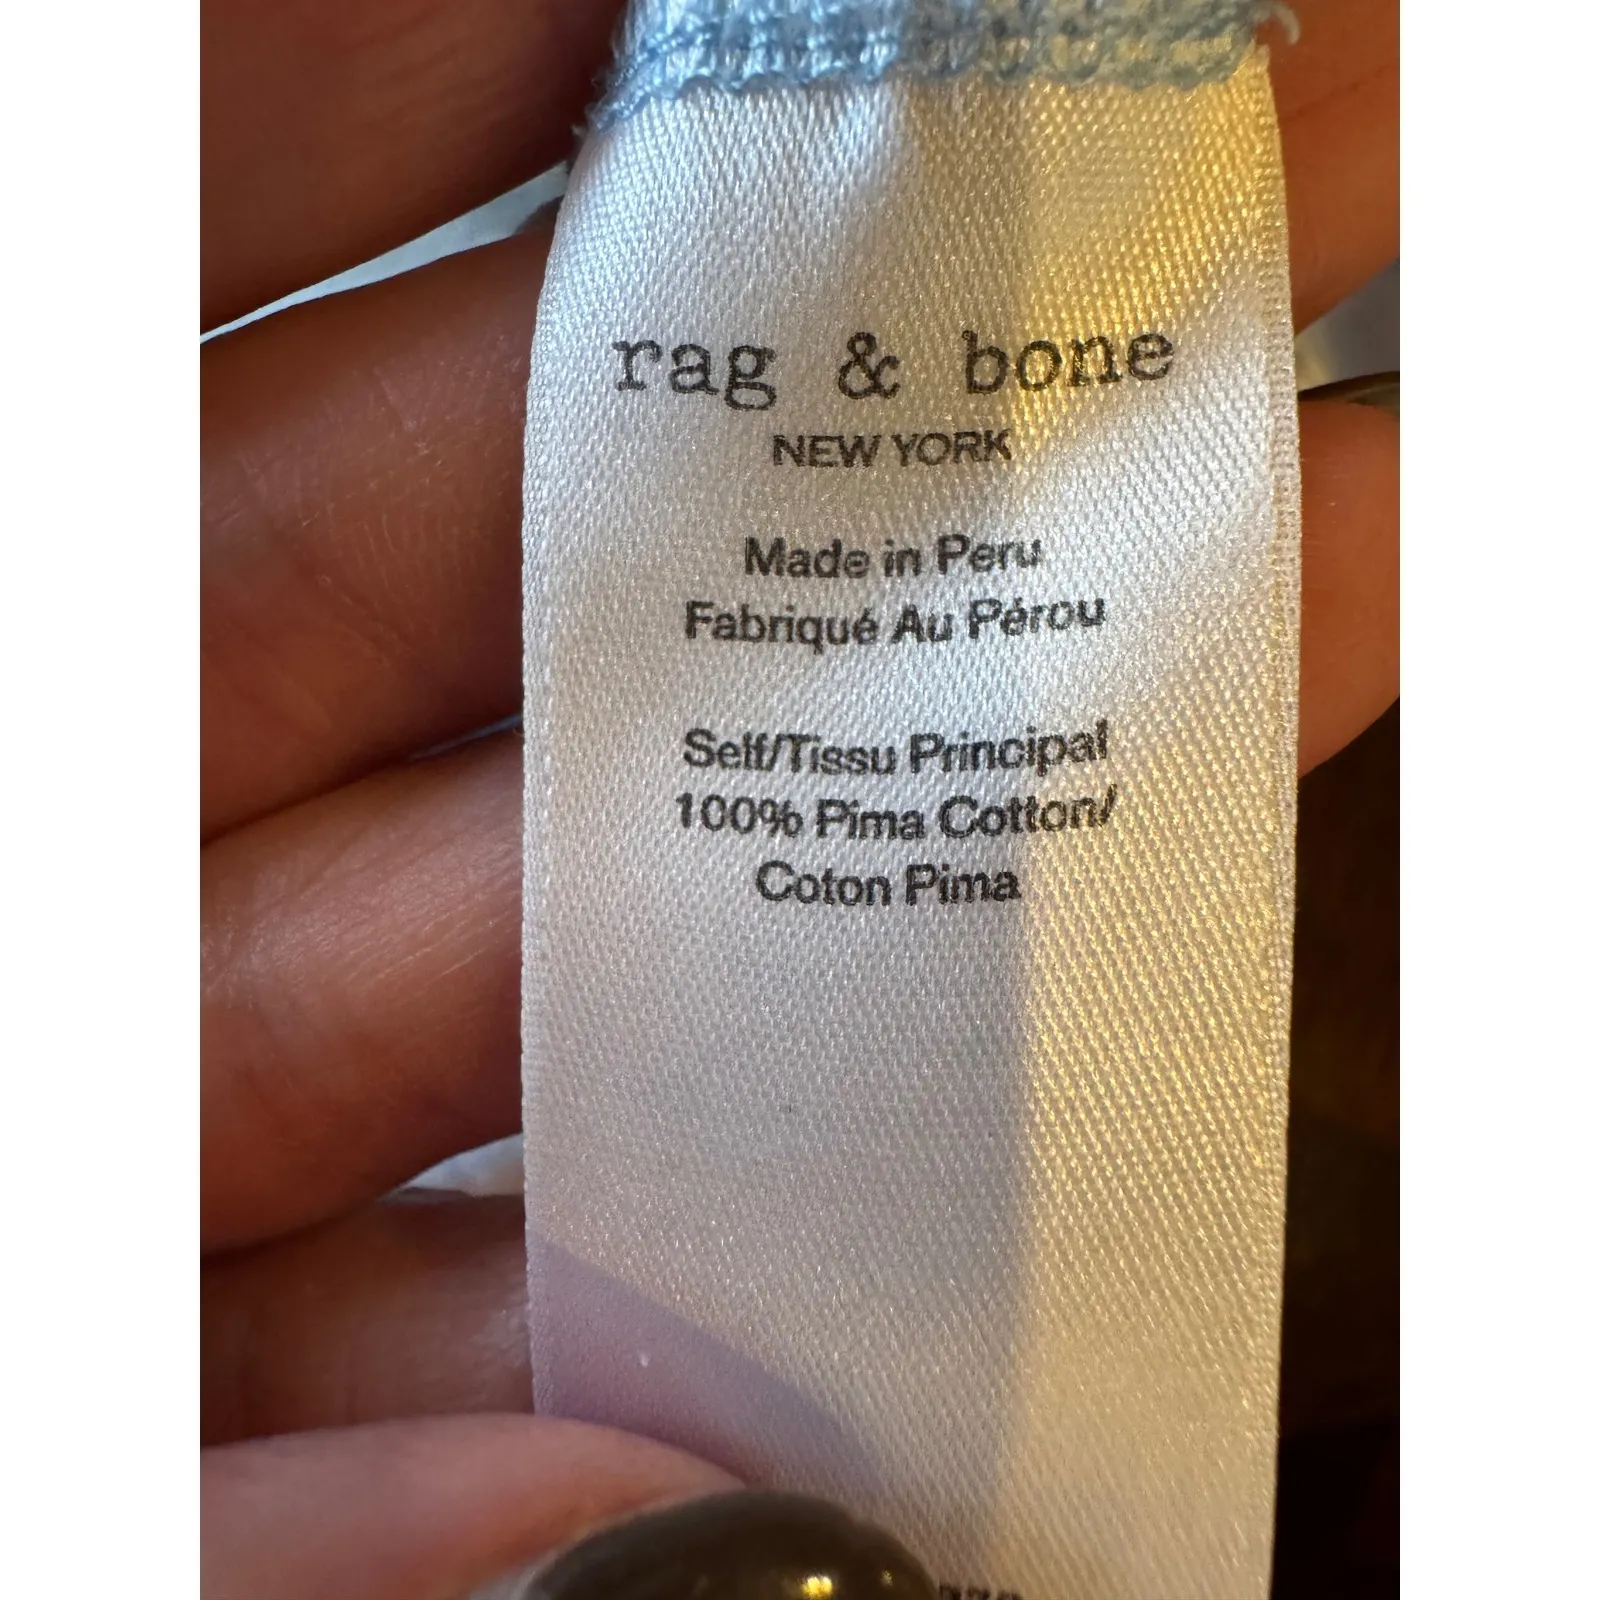 rag & bone
NEW YORK
Made in Peru
Fabriqué Au Pérou
Self/Tissu Principal
100% Pima Cotton/
Coton Pima